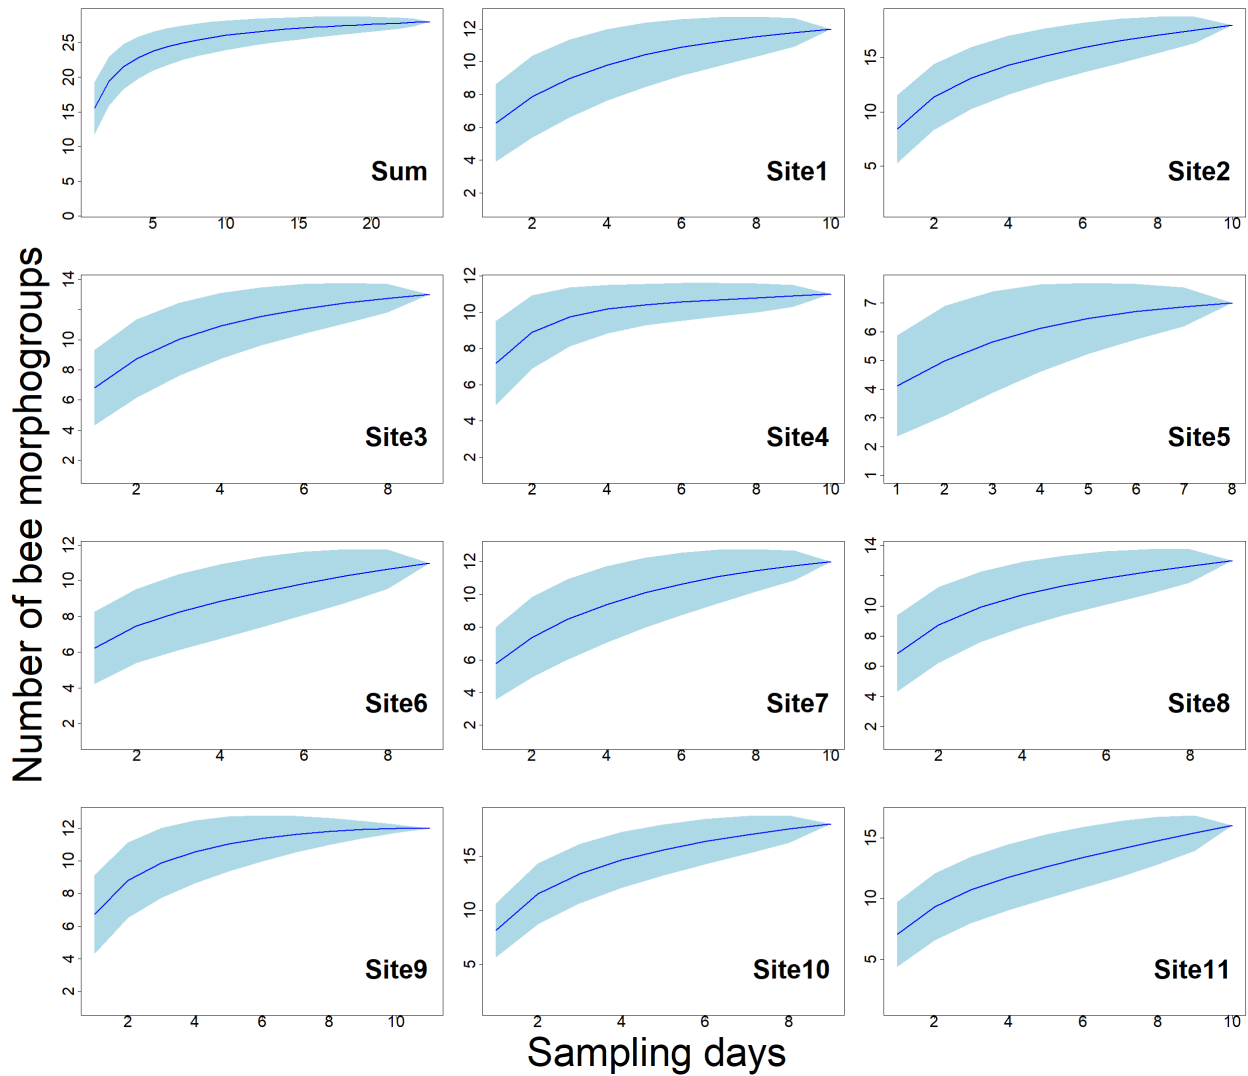 Number of bee morphogroups
0 5 10 15 20 25
Sum
5 10 15 20
2 4 6 8 10 12
Site1
2 4 6 8 10
5 10 15
Site2
2 4 6 8 10
2 4 6 8 10 14
Site3
2 4 6 8
2 4 6 8 10 12
Site4
2 4 6 8 10
1 2 3 4 5 6 7
Site5
1 2 3 4 5 6 7 8
2 4 6 8 10 12
Site6
2 4 6 8
2 4 6 8 10 12
Site7
2 4 6 8 10
2 4 6 8 10 14
Site8
2 4 6 8
2 4 6 8 10 12
Site9
2 4 6 8 10
5 10 15
Site10
2 4 6 8
5 10 15
Site11
2 4 6 8 10
Sampling days